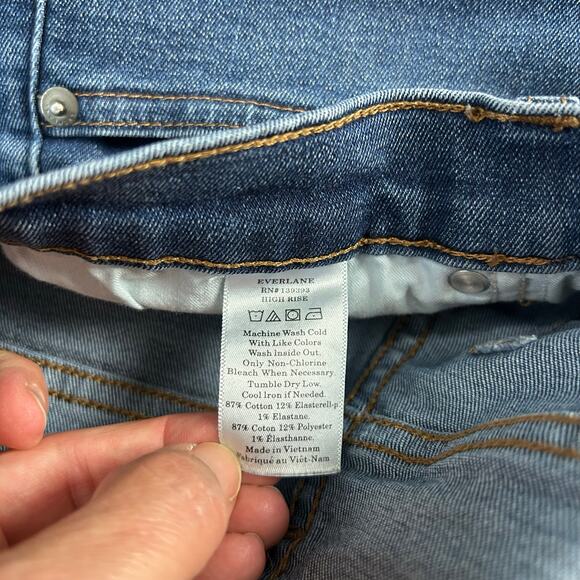 EVERLANE
RN# 139393
HIGH RISE
Machine Wash Cold
With Like Colors
Wash Inside Out.
Only Non-Chlorine
Bleach When Necessary.
Tumble Dry Low.
Cool Iron if Needed.
87% Cotton 12% Elasterell-p
1% Elastane.
87% Coton 12% Polyester
1% Élasthanne.
Made in Vietnam
Fabriqué au Viêt-Nam